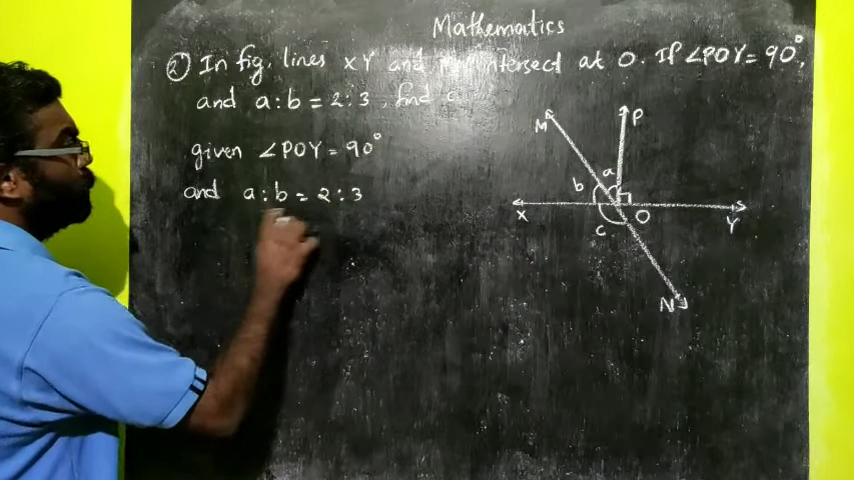 Mathematics
② In fig. lines XY and intersect at O. If ∠POY = 90°,
and a:b = 2:3, find c
given ∠POY = 90°
and a:b = 2:3
M
P
a
b
X
O
Y
c
N